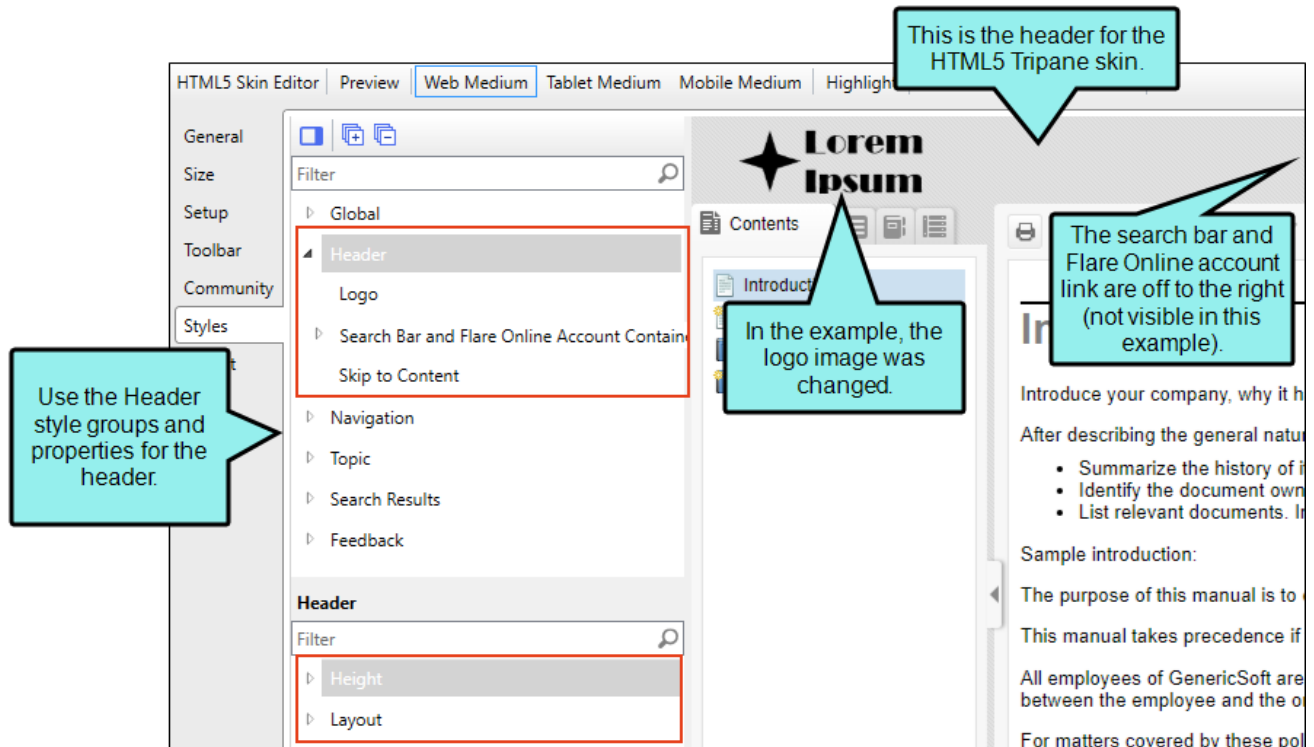 This is the header for the
HTML5 Tripane skin.
HTML5 Skin Editor Preview Web Medium Tablet Medium Mobile Medium Highlight
General
Size
Setup
Toolbar
Community
Styles
Filter
Global
Header
Logo
Search Bar and Flare Online Account Contain
Skip to Content
Navigation
Topic
Search Results
Feedback
Use the Header
style groups and
properties for the
header.
Header
Filter
Height
Layout
Lorem
Ipsum
Contents
Introduct
In the example, the
logo image was
changed.
The search bar and
Flare Online account
link are off to the right
(not visible in this
example).
In
Introduce your company, why it h
After describing the general natur
• Summarize the history of i
• Identify the document own
• List relevant documents. In
Sample introduction:
The purpose of this manual is to
This manual takes precedence if
All employees of GenericSoft are
between the employee and the o
For matters covered by these pol